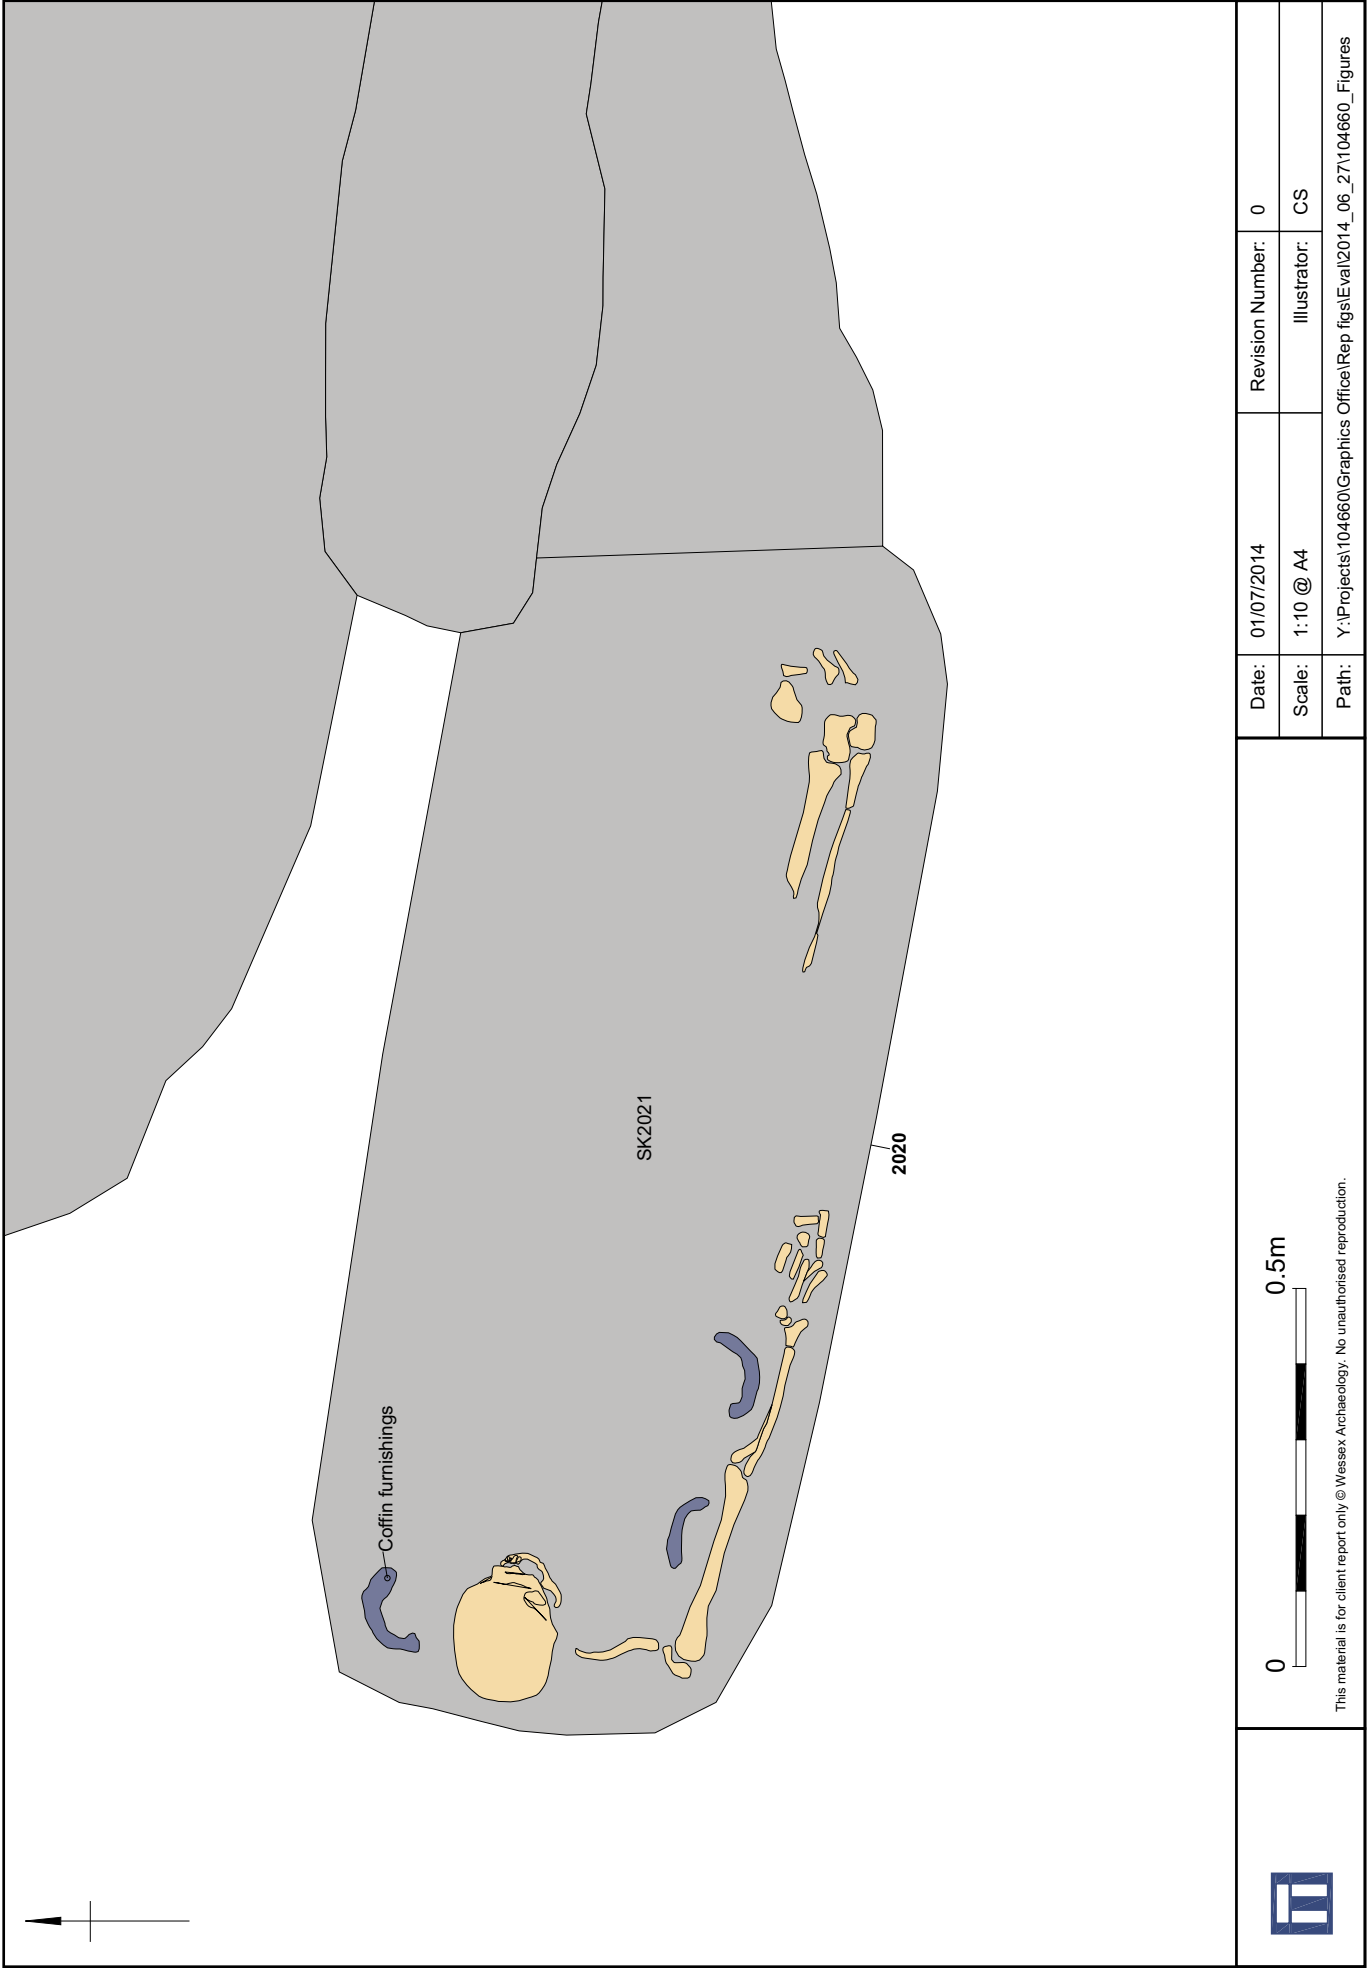 Coffin furnishings
SK2021
2020
0
0.5m
This material is for client report only © Wessex Archaeology. No unauthorised reproduction.
Date: 01/07/2014 Revision Number: 0
Scale: 1:10 @ A4 Illustrator: CS
Path: Y:\Projects\104660\Graphics Office\Rep figs\Eval\2014_06_27\104660_Figures